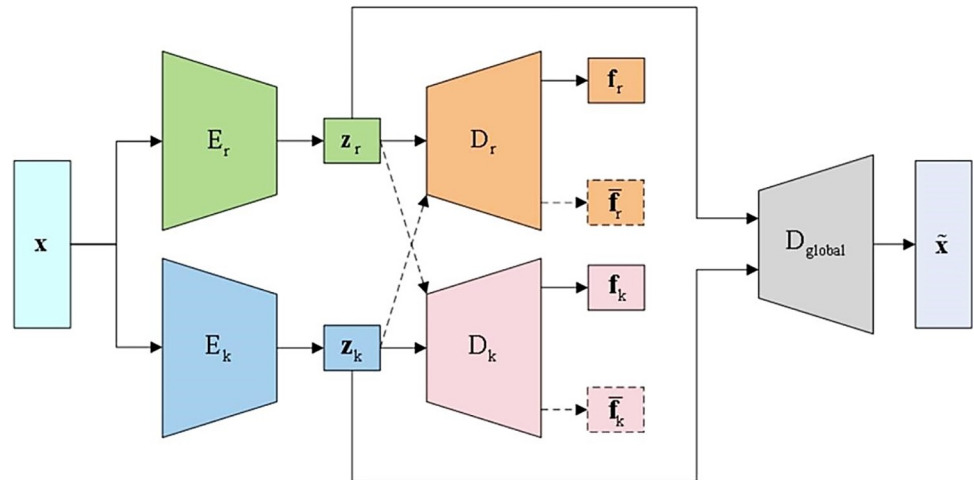 x
E_r
z_r
D_r
f_r
f̄_r
E_k
z_k
D_k
f_k
f̄_k
D_global
x̃